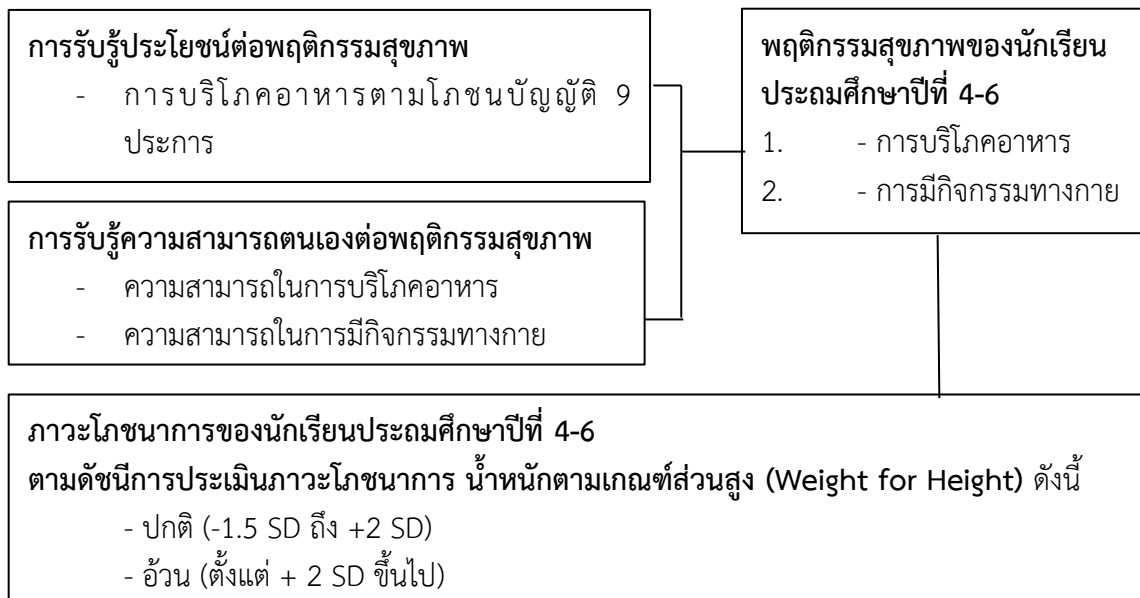 การรับรู้ประโยชน์ต่อพฤติกรรมสุขภาพ
- การบริโภคอาหารตามโภชนบัญญัติ 9
ประการ
การรับรู้ความสามารถตนเองต่อพฤติกรรมสุขภาพ
- ความสามารถในการบริโภคอาหาร
- ความสามารถในการมีกิจกรรมทางกาย
พฤติกรรมสุขภาพของนักเรียน
ประถมศึกษาปีที่ 4-6
1. - การบริโภคอาหาร
2. - การมีกิจกรรมทางกาย
ภาวะโภชนาการของนักเรียนประถมศึกษาปีที่ 4-6
ตามดัชนีการประเมินภาวะโภชนาการ น้ำหนักตามเกณฑ์ส่วนสูง (Weight for Height) ดังนี้
- ปกติ (-1.5 SD ถึง +2 SD)
- อ้วน (ตั้งแต่ + 2 SD ขึ้นไป)